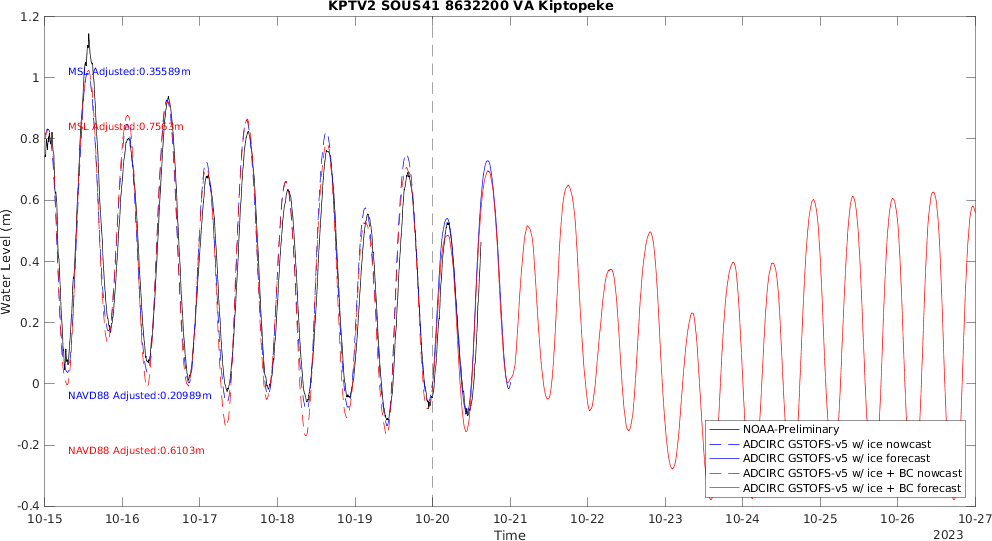 KPTV2 SOUS41 8632200 VA Kiptopeke
1.2
1
0.8
0.6
0.4
0.2
0
-0.2
-0.4
Water Level (m)
MSL Adjusted:0.35589m
MSL Adjusted:0.7563m
NAVD88 Adjusted:0.20989m
NAVD88 Adjusted:0.6103m
NOAA-Preliminary
ADCIRC GSTOFS-v5 w/ ice nowcast
ADCIRC GSTOFS-v5 w/ ice forecast
ADCIRC GSTOFS-v5 w/ ice + BC nowcast
ADCIRC GSTOFS-v5 w/ ice + BC forecast
10-15 10-16 10-17 10-18 10-19 10-20 10-21 10-22 10-23 10-24 10-25 10-26 10-27
Time
2023